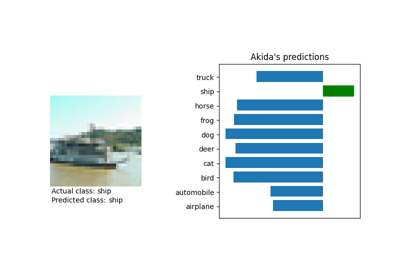 Akida's predictions
truck
ship
horse
frog
dog
deer
cat
bird
automobile
airplane
Actual class: ship
Predicted class: ship